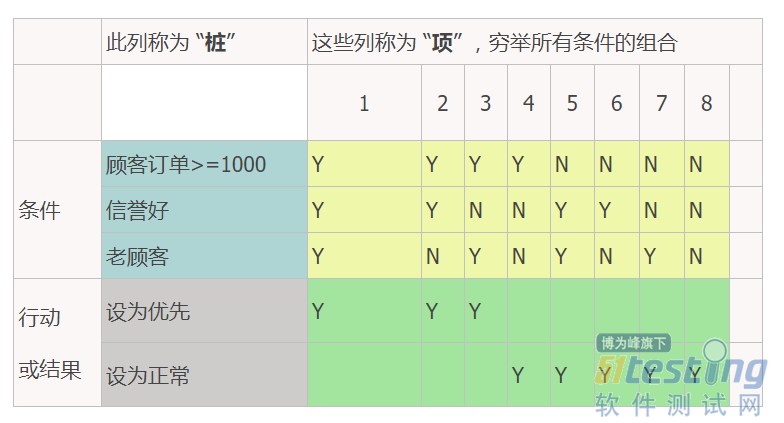 此列称为 “桩” 这些列称为 “项” ，穷举所有条件的组合
1 2 3 4 5 6 7 8
条件
顾客订单>=1000 Y Y Y Y N N N N
信誉好 Y Y N N Y Y N N
老顾客 Y N Y N Y N Y N
行动
或结果
设为优先 Y Y Y
设为正常 Y Y Y Y Y
博为峰旗下
51testing
软件测试网